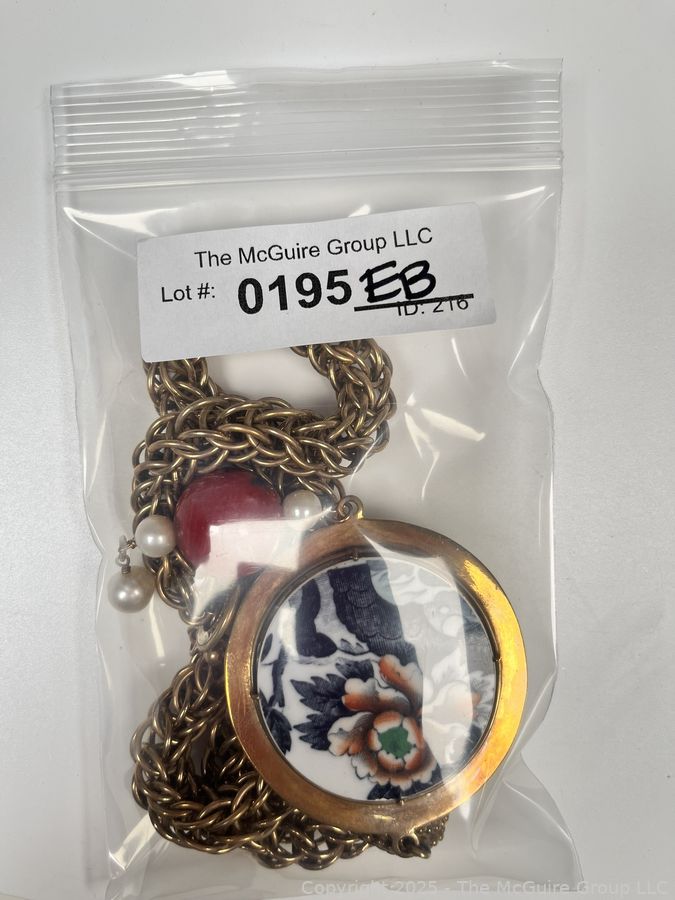 The McGuire Group LLC
Lot #: 0195 EB
ID: 216
Copyright 2025 - The McGuire Group LLC